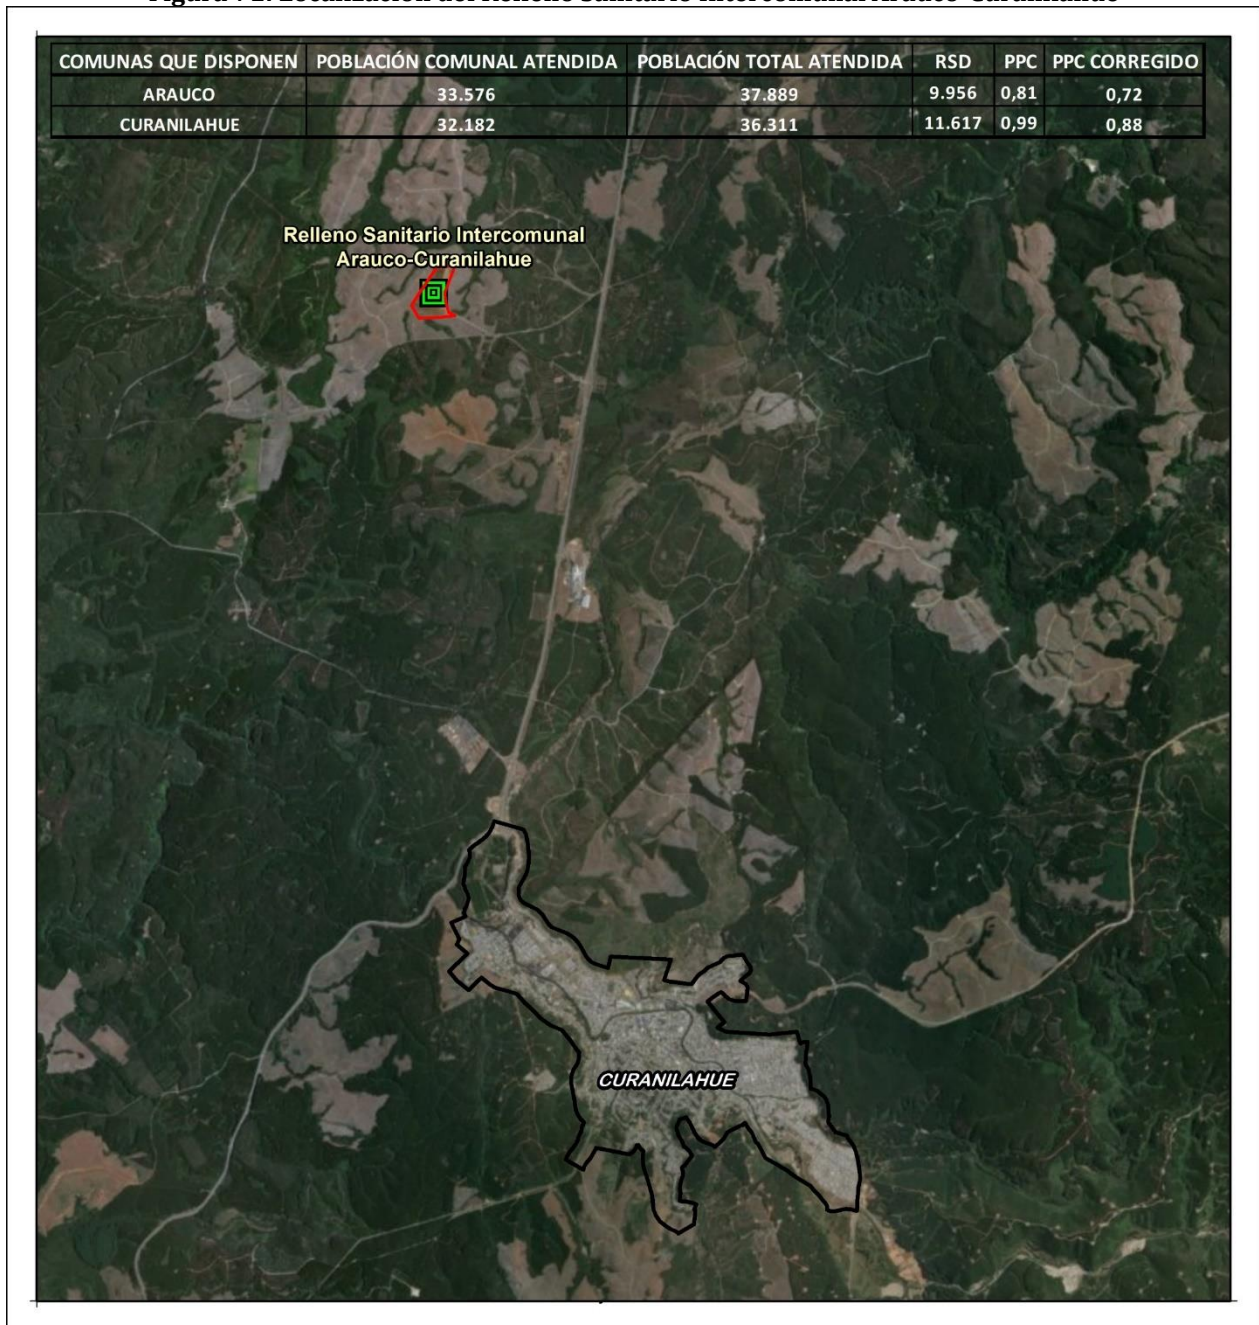 COMUNAS QUE DISPONEN POBLACIÓN COMUNAL ATENDIDA POBLACIÓN TOTAL ATENDIDA RSD PPC PPC CORREGIDO
ARAUCO 33.576 37.889 9.956 0,81 0,72
CURANILAHUE 32.182 36.311 11.617 0,99 0,88
Relleno Sanitario Intercomunal
Arauco-Curanilahue
CURANILAHUE